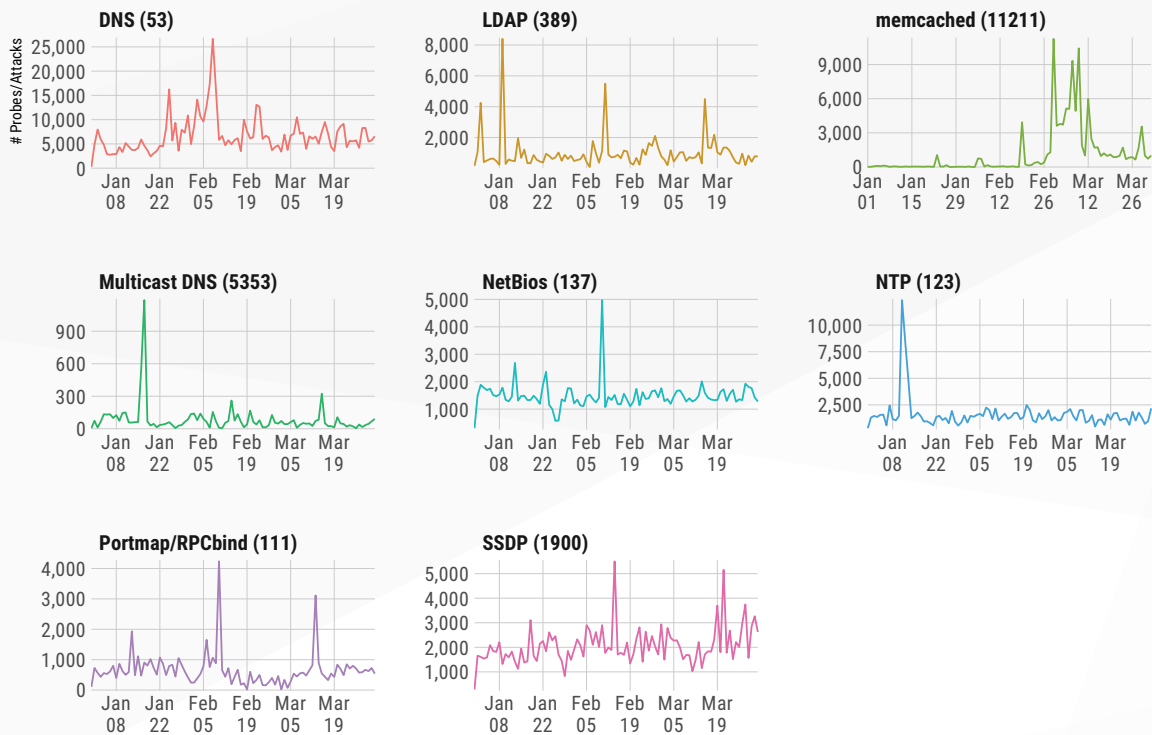 DNS (53)
# Probes/Attacks
25,000
20,000
15,000
10,000
5,000
0
Jan Jan Feb Feb Mar Mar
08 22 05 19 05 19
LDAP (389)
8,000
6,000
4,000
2,000
Jan Jan Feb Feb Mar Mar
08 22 05 19 05 19
memcached (11211)
9,000
6,000
3,000
0
Jan Jan Jan Feb Feb Mar Mar
01 15 29 12 26 12 26
Multicast DNS (5353)
900
600
300
0
Jan Jan Feb Feb Mar Mar
08 22 05 19 05 19
NetBios (137)
5,000
4,000
3,000
2,000
1,000
Jan Jan Feb Feb Mar Mar
08 22 05 19 05 19
NTP (123)
10,000
7,500
5,000
2,500
Jan Jan Feb Feb Mar Mar
08 22 05 19 05 19
Portmap/RPCbind (111)
4,000
3,000
2,000
1,000
0
Jan Jan Feb Feb Mar Mar
08 22 05 19 05 19
SSDP (1900)
5,000
4,000
3,000
2,000
1,000
Jan Jan Feb Feb Mar Mar
08 22 05 19 05 19